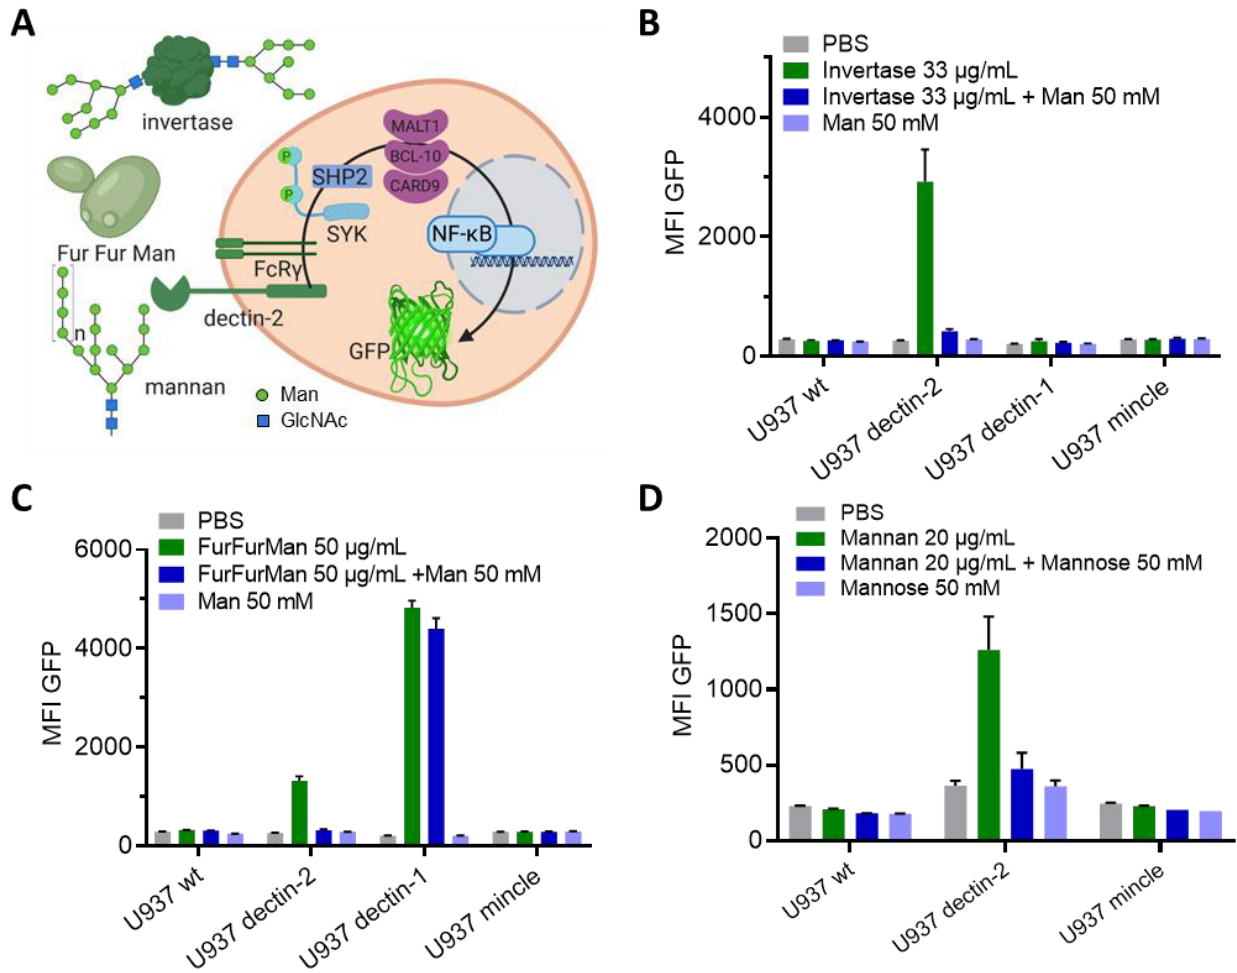 A
invertase
Fur Fur Man
n
mannan
Man
GlcNAc
MALT1
BCL-10
CARD9
SHP2
P
P
SYK
NF-κB
FcRγ
dectin-2
GFP
B
PBS
Invertase 33 µg/mL
Invertase 33 µg/mL + Man 50 mM
Man 50 mM
MFI GFP
4000
2000
0
U937 wt
U937 dectin-2
U937 dectin-1
U937 mincle
C
PBS
FurFurMan 50 µg/mL
FurFurMan 50 µg/mL +Man 50 mM
Man 50 mM
MFI GFP
6000
4000
2000
0
U937 wt
U937 dectin-2
U937 dectin-1
U937 mincle
D
PBS
Mannan 20 µg/mL
Mannan 20 µg/mL + Mannose 50 mM
Mannose 50 mM
MFI GFP
2000
1500
1000
500
0
U937 wt
U937 dectin-2
U937 mincle